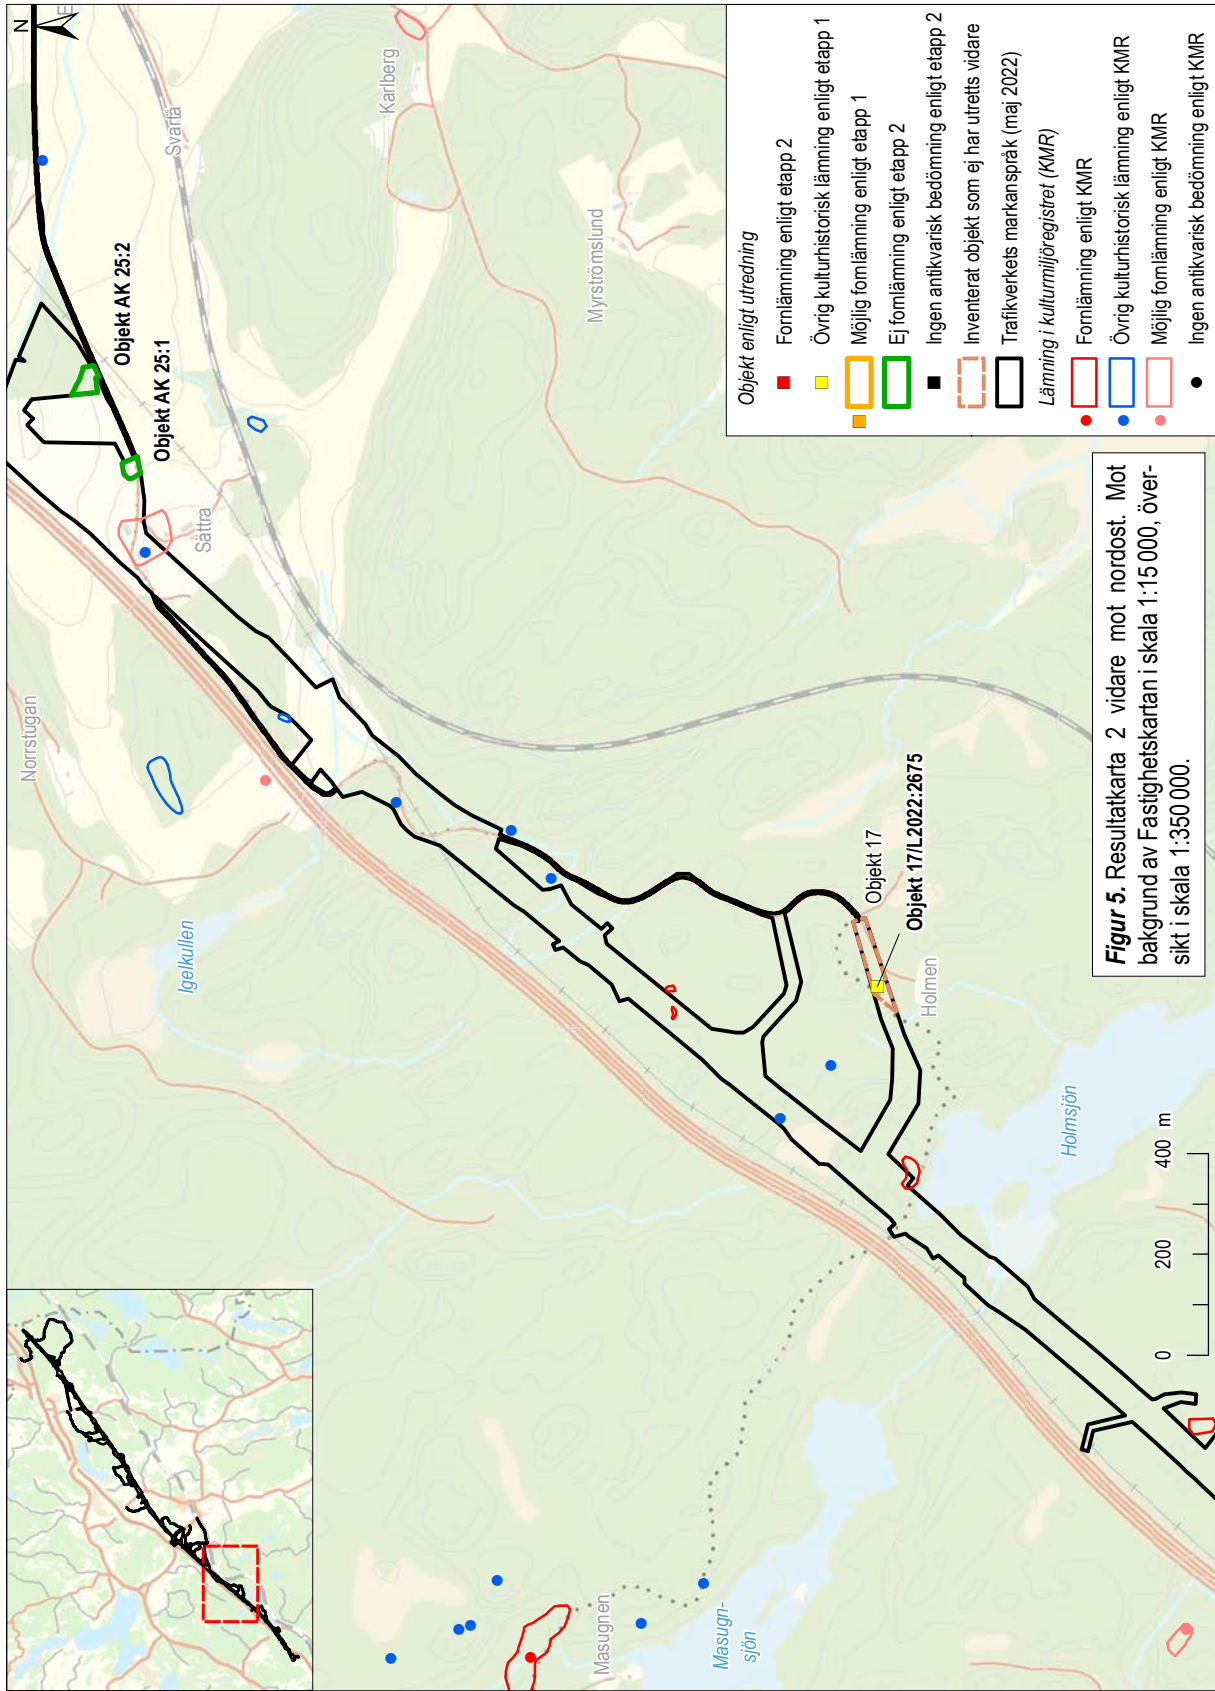 N
E
Svartå
Karlberg
Myrströmslund
Objekt AK 25:2
Objekt AK 25:1
Sättra
Norrstugan
Igelkullen
Objekt 17
Objekt 17/L2022:2675
Holmen
Holmsjön
Masugnen
Masugn-
sjön
0 200 400 m
Objekt enligt utredning
Fornlämning enligt etapp 2
Övrig kulturhistorisk lämning enligt etapp 1
Möjlig fornlämning enligt etapp 1
Ej fornlämning enligt etapp 2
Ingen antikvarisk bedömning enligt etapp 2
Inventerat objekt som ej har utretts vidare
Trafikverkets markanspråk (maj 2022)
Lämning i kulturmiljöregistret (KMR)
Fornlämning enligt KMR
Övrig kulturhistorisk lämning enligt KMR
Möjlig fornlämning enligt KMR
Ingen antikvarisk bedömning enligt KMR
Figur 5. Resultatkarta 2 vidare mot nordost. Mot
bakgrund av Fastighetskartan i skala 1:15 000, över-
sikt i skala 1:350 000.